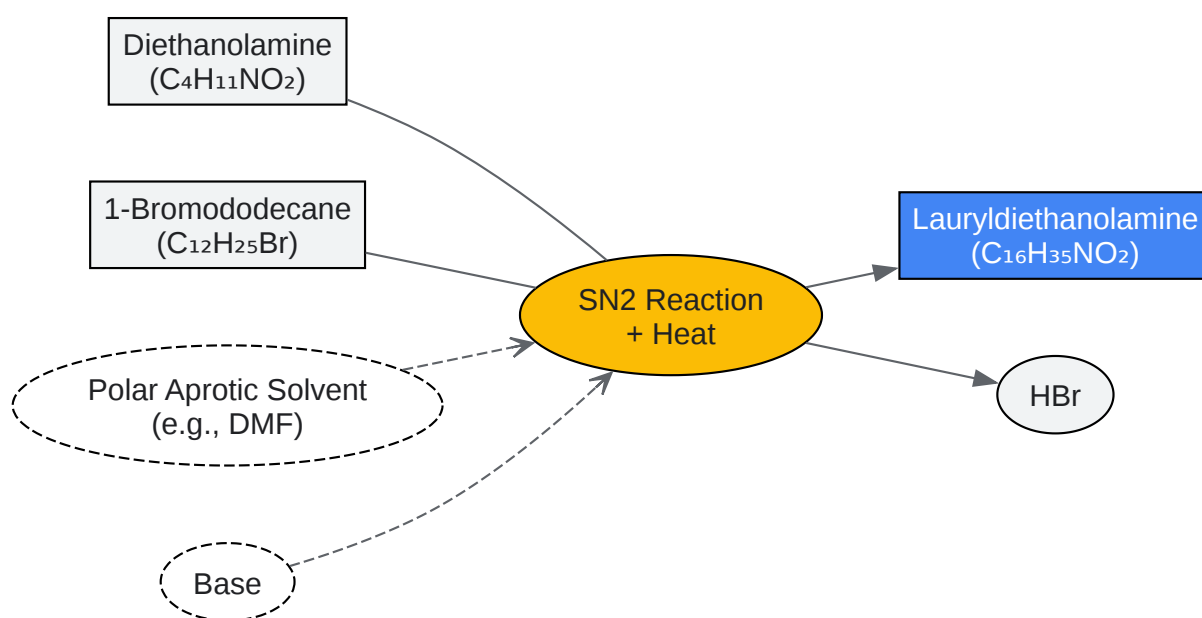 Diethanolamine
(C₄H₁₁NO₂)
1-Bromododecane
(C₁₂H₂₅Br)
Polar Aprotic Solvent
(e.g., DMF)
Base
SN2 Reaction
+ Heat
Lauryldiethanolamine
(C₁₆H₃₅NO₂)
HBr